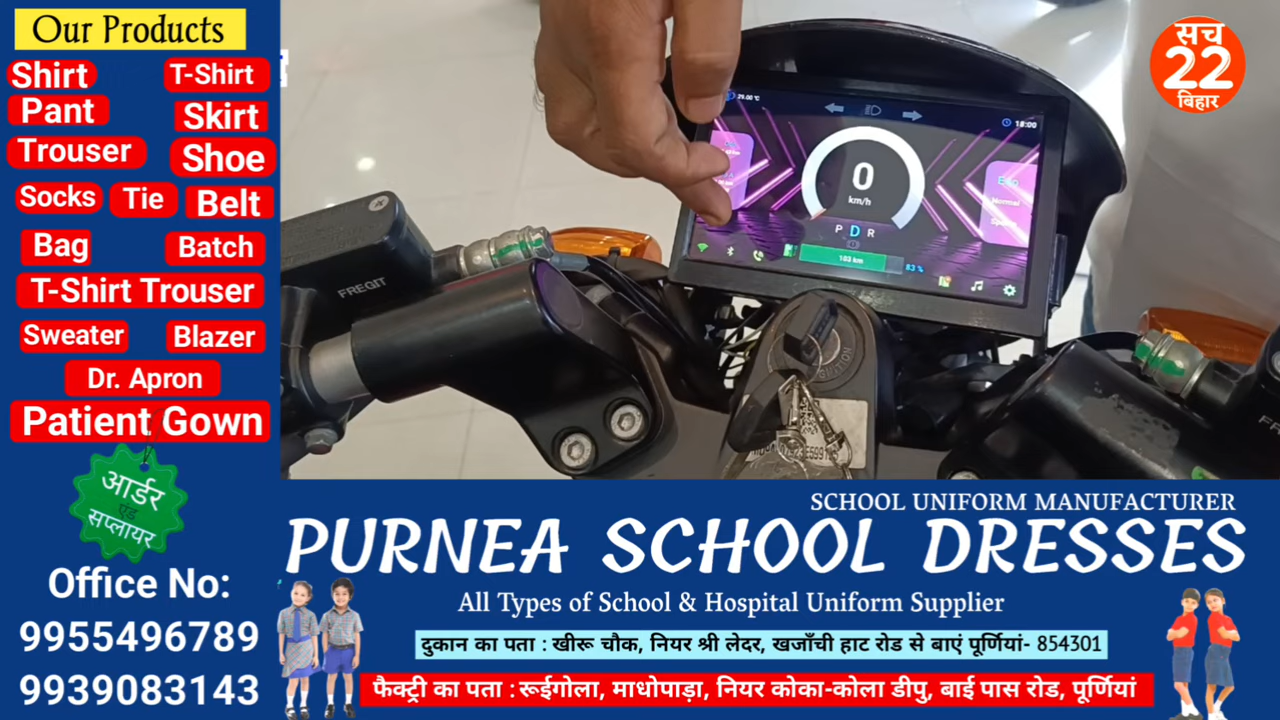 Our Products
Shirt
T-Shirt
Pant
Skirt
Trouser
Shoe
Socks
Tie
Belt
Bag
Batch
T-Shirt Trouser
Sweater
Blazer
Dr. Apron
Patient Gown
आर्डर
एंड
सप्लायर
Office No:
9955496789
9939083143
सच
22
बिहार
18:00
0
km/h
P D R
103 km
83 %
Normal
FREGIT
SCHOOL UNIFORM MANUFACTURER
PURNEA SCHOOL DRESSES
All Types of School & Hospital Uniform Supplier
दुकान का पता : खीरू चौक, नियर श्री लेदर, खजाँची हाट रोड से बाएं पूर्णियां- 854301
फैक्ट्री का पता : रूईगोला, माधोपाड़ा, नियर कोका-कोला डीपु, बाई पास रोड, पूर्णियां